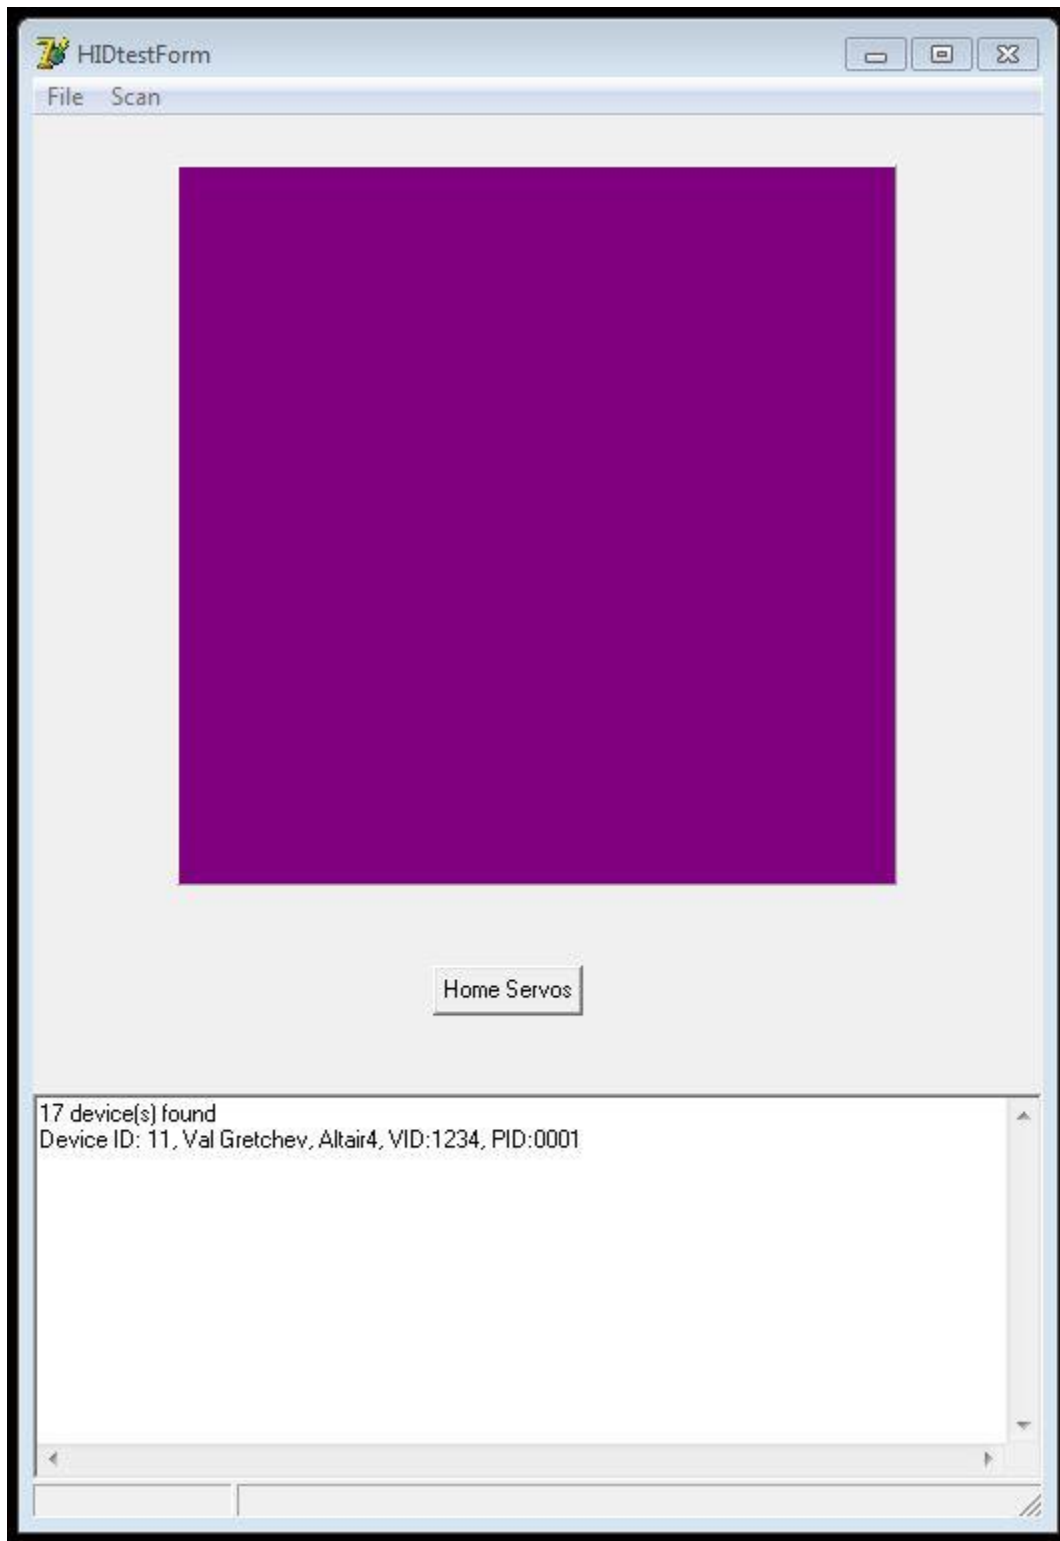 HIDtestForm
File Scan
Home Servos
17 device(s) found
Device ID: 11, Val Gretchev, Altair4, VID:1234, PID:0001